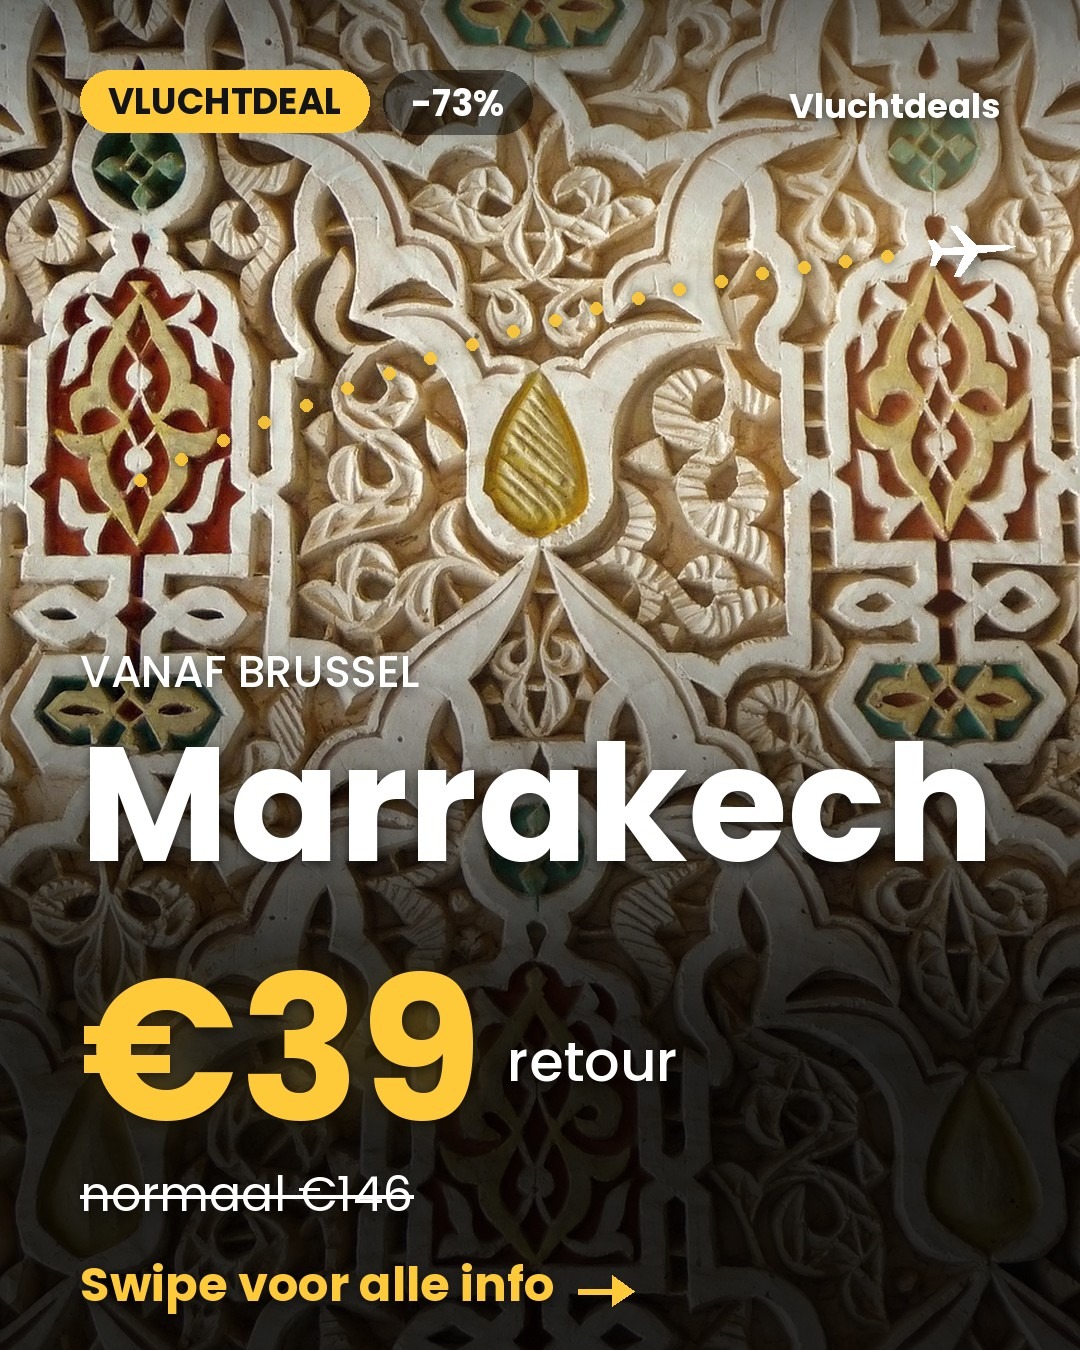 VLUCHTDEAL
-73%
Vluchtdeals
VANAF BRUSSEL
Marrakech
€39 retour
normaal €146
Swipe voor alle info